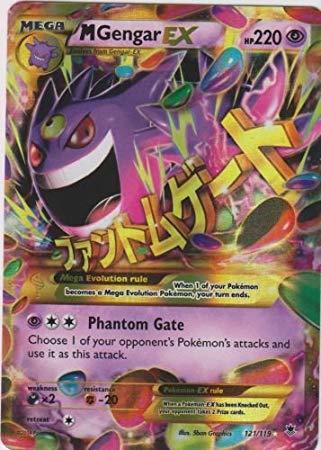 MEGA
M Gengar EX HP220
Evolves from Gengar-EX
ファントムゲート
Mega Evolution rule
When 1 of your Pokémon
becomes a Mega Evolution Pokémon, your turn ends.
Phantom Gate
Choose 1 of your opponent's Pokémon's attacks
and use it as this attack.
weakness
×2
resistance
-20
retreat
Pokémon-EX rule
When a Pokémon-EX has been Knocked Out,
your opponent takes 2 Prize cards.
Illus. 5ban Graphics 121/119